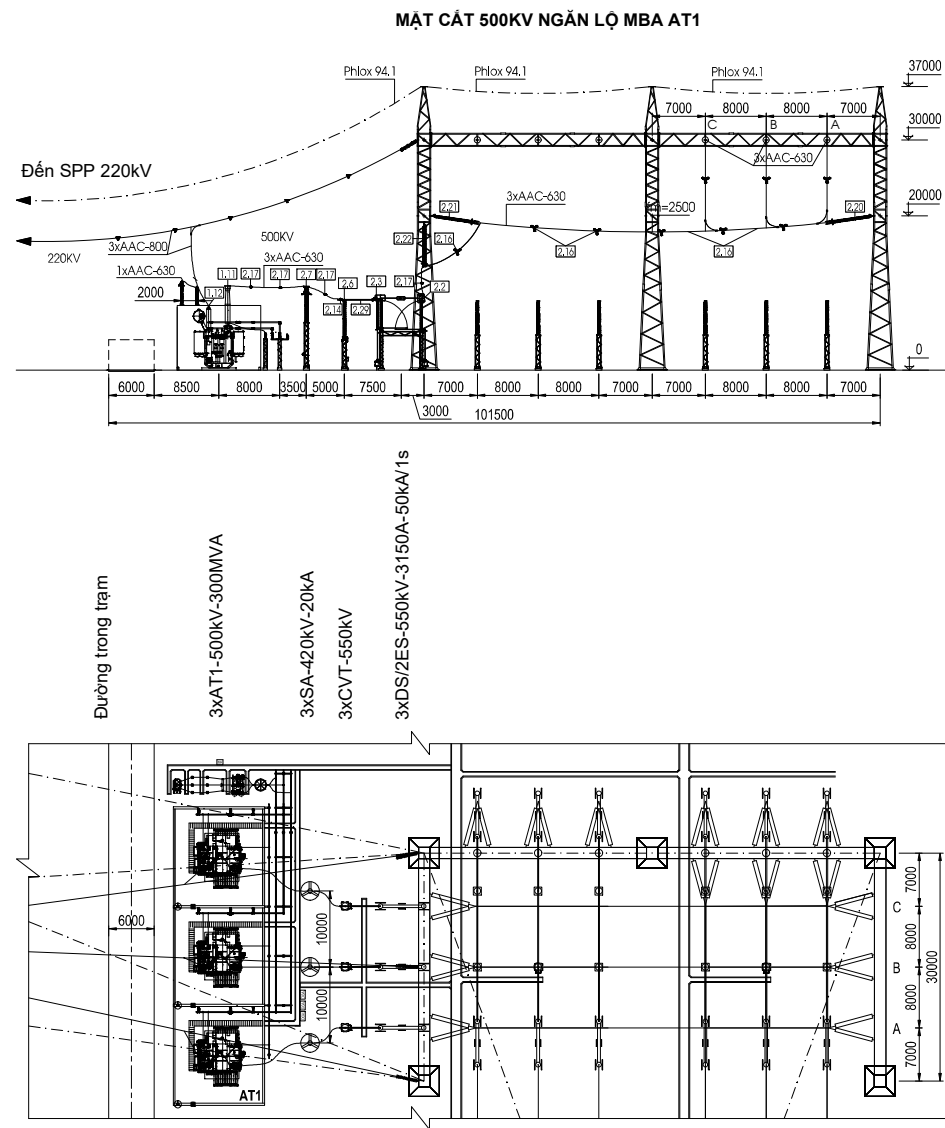 MẶT CẮT 500KV NGĂN LỘ MBA AT1
Phlox 94.1
Phlox 94.1
Phlox 94.1
37000
7000 8000 8000 7000
30000
C B A
3xAAC-630
Đến SPP 220kV
3xAAC-630
2,21
=2500
2,20
20000
3xAAC-800
220KV
500KV
3xAAC-630
2,22
2,16
2,16
2,16
1xAAC-630
1,11
2,17
2,17
2,7
2,17
2,6
2,3
2,17
2,2
2000
1,12
2,14
2,29
0
6000 8500 8000 3500 5000 7500 7000 8000 8000 7000 7000 8000 8000 7000
3000
101500
Đường trong trạm
3xAT1-500kV-300MVA
3xSA-420kV-20kA
3xCVT-550kV
3xDS/2ES-550kV-3150A-50kA/1s
6000
10000
10000
AT1
C
B
A
7000
8000
8000
7000
30000